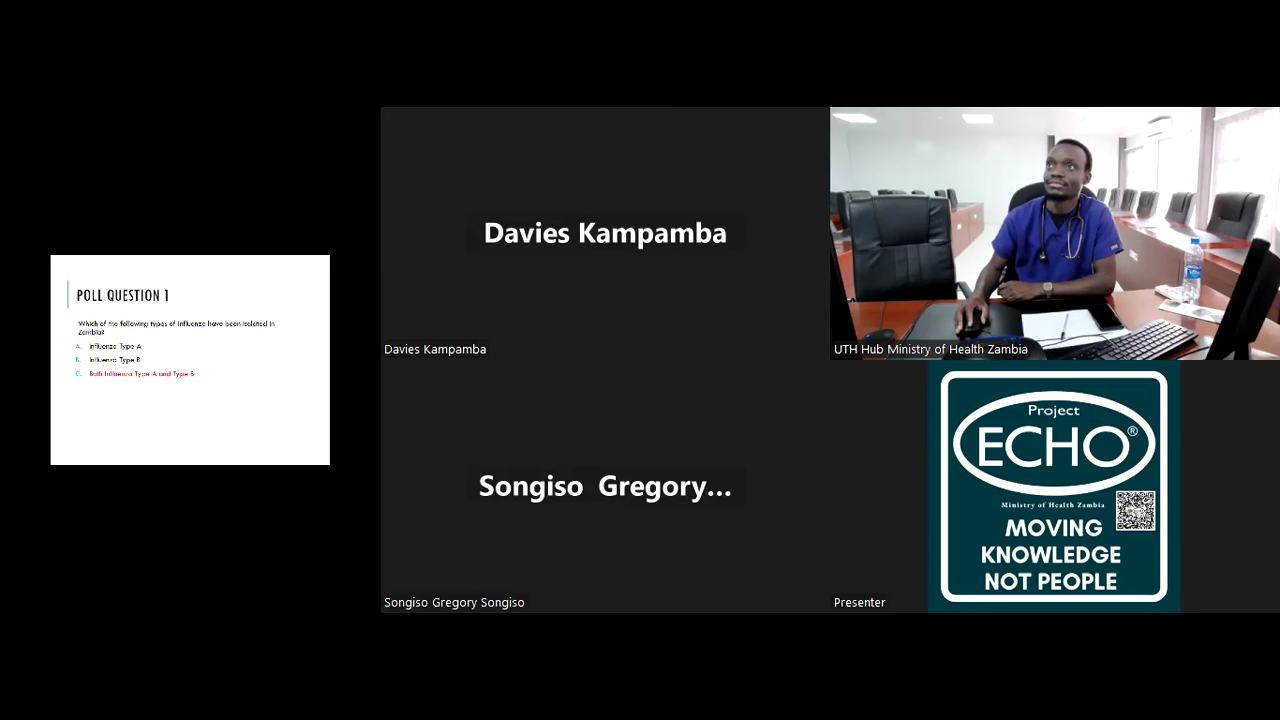 POLL QUESTION 1
Which of the following types of Influenza have been isolated in
Zambia?
A. Influenza Type A
B. Influenza Type B
C. Both Influenza Type A and Type B
Davies Kampamba
Davies Kampamba
UTH Hub Ministry of Health Zambia
Songiso Gregory...
Songiso Gregory Songiso
Project
ECHO®
Ministry of Health Zambia
MOVING
KNOWLEDGE
NOT PEOPLE
Presenter